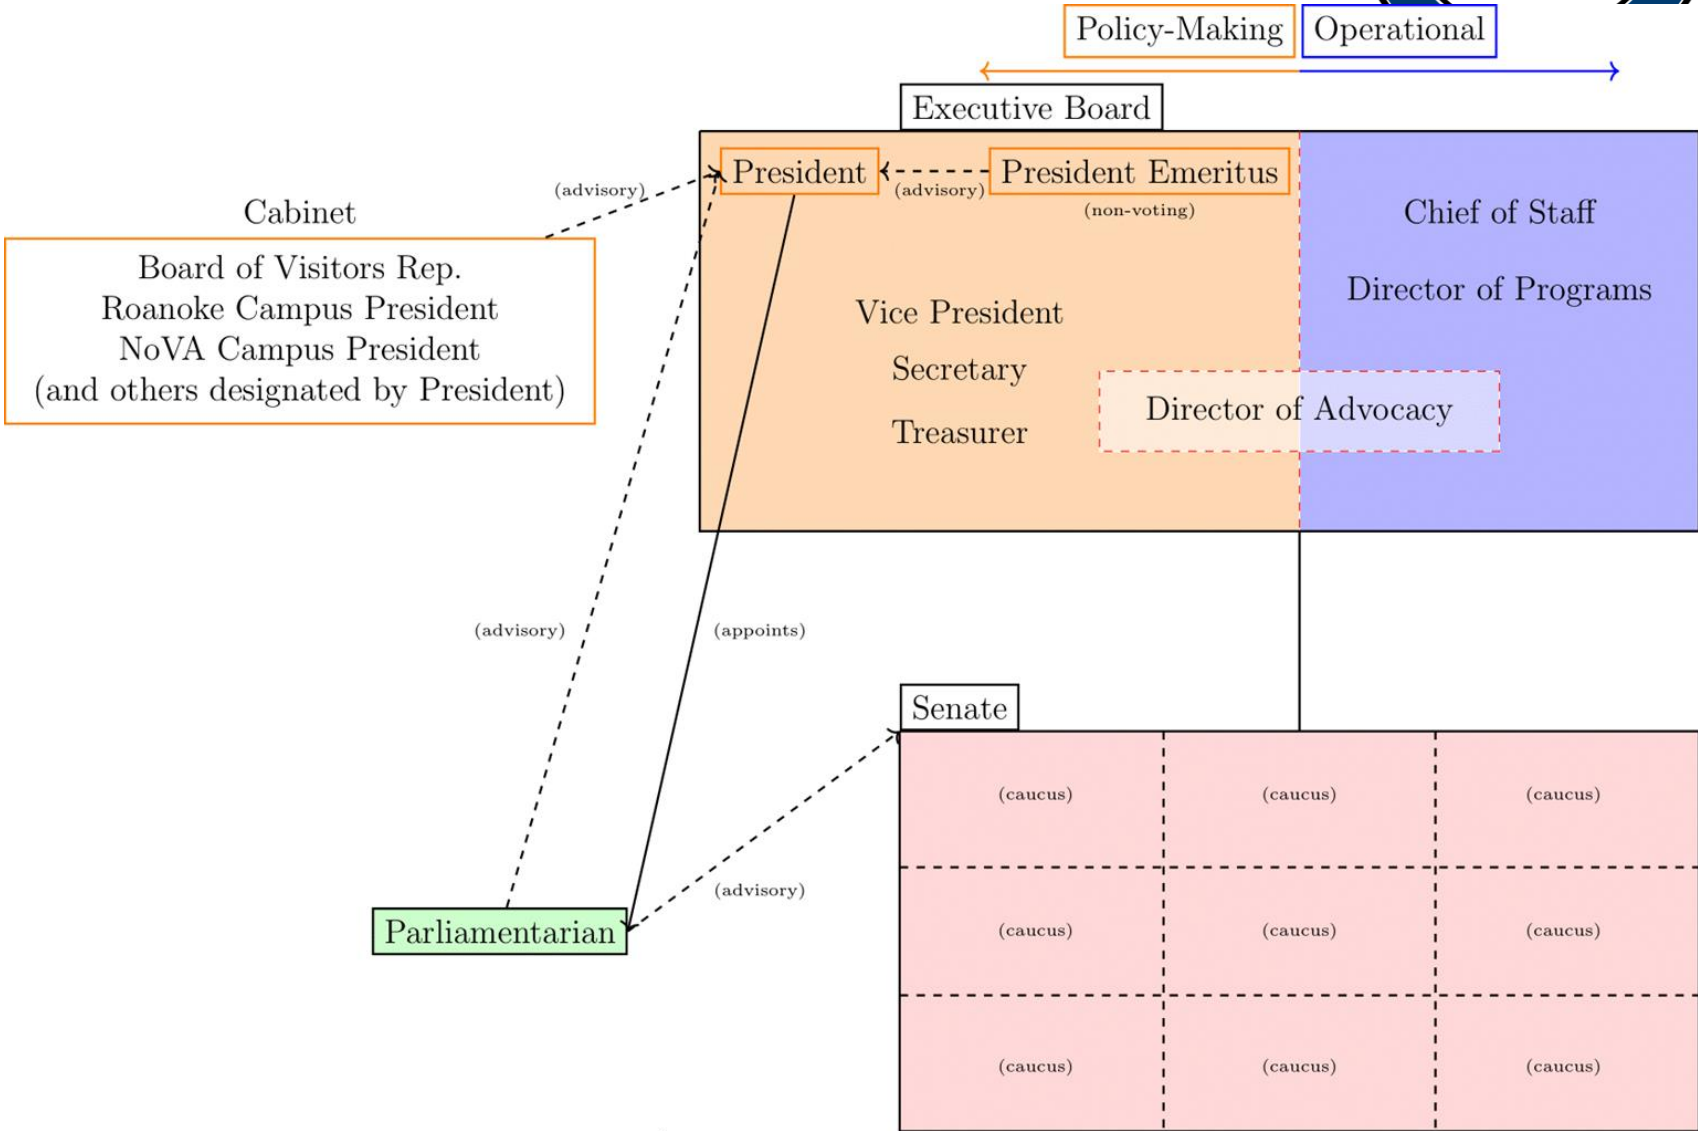 Policy-Making
Operational
Executive Board
President
(advisory)
President Emeritus
(non-voting)
(advisory)
Cabinet
Board of Visitors Rep.
Roanoke Campus President
NoVA Campus President
(and others designated by President)
Chief of Staff
Director of Programs
Vice President
Secretary
Treasurer
Director of Advocacy
(advisory)
(appoints)
Senate
(caucus)
(caucus)
(caucus)
(advisory)
Parliamentarian
(caucus)
(caucus)
(caucus)
(caucus)
(caucus)
(caucus)